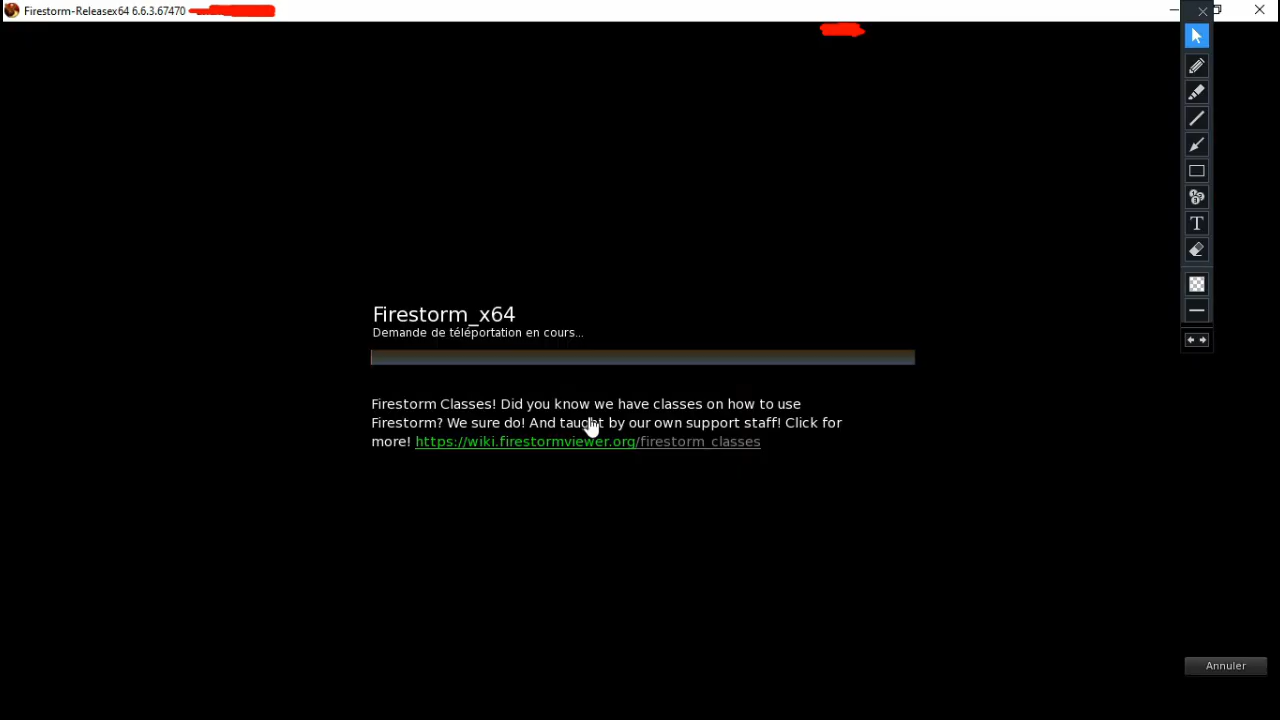 Firestorm-Releasex64 6.6.3.67470
Firestorm_x64
Demande de téléportation en cours...
Firestorm Classes! Did you know we have classes on how to use
Firestorm? We sure do! And taught by our own support staff! Click for
more! https://wiki.firestormviewer.org/firestorm_classes
Annuler